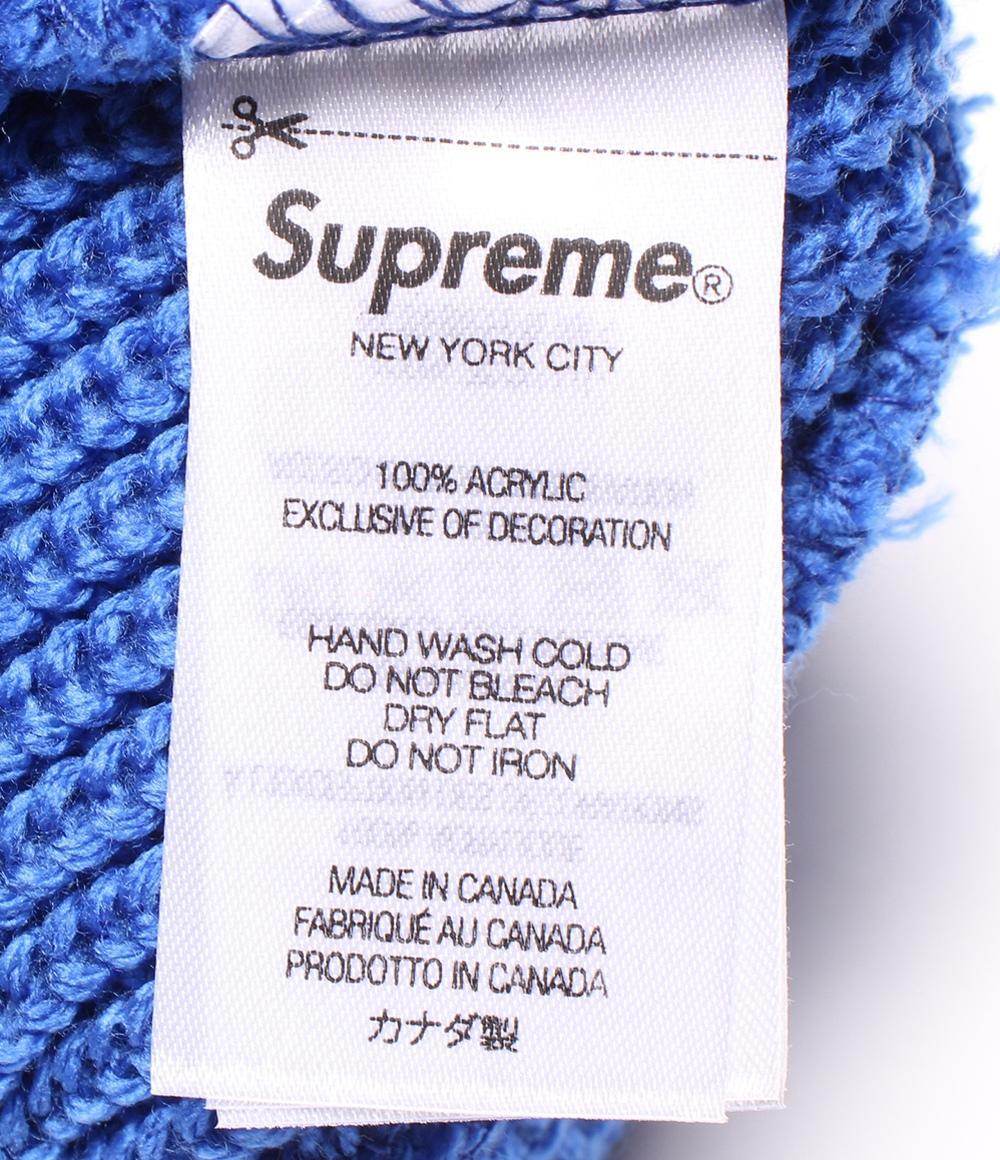 Supreme®
NEW YORK CITY
100% ACRYLIC
EXCLUSIVE OF DECORATION
HAND WASH COLD
DO NOT BLEACH
DRY FLAT
DO NOT IRON
MADE IN CANADA
FABRIQUÉ AU CANADA
PRODOTTO IN CANADA
カナダ製